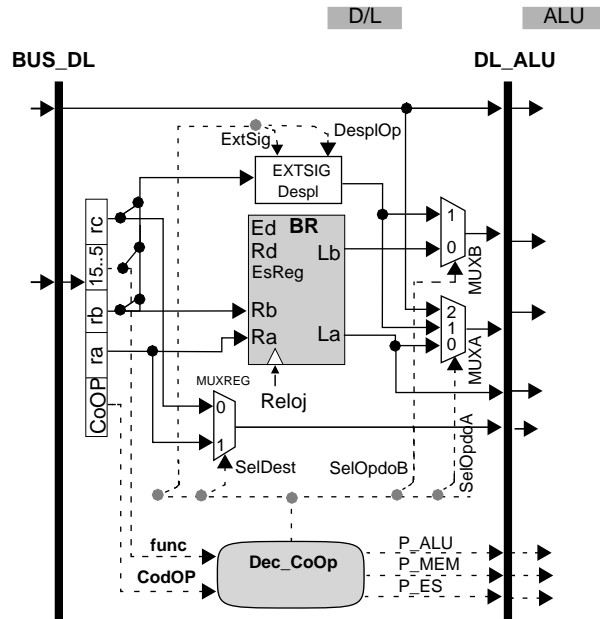 D/L
ALU
BUS_DL
DL_ALU
ExtSig
DesplOp
EXTSIG
Despl
1
0
MUXB
rc
15..5
rb
ra
CoOP
Ed
BR
Rd
EsReg
Lb
Rb
Ra
La
2
1
0
MUXA
Reloj
MUXREG
0
1
SelDest
SelOpdoB
SelOpdoA
func
CodOP
Dec_CoOp
P_ALU
P_MEM
P_ES